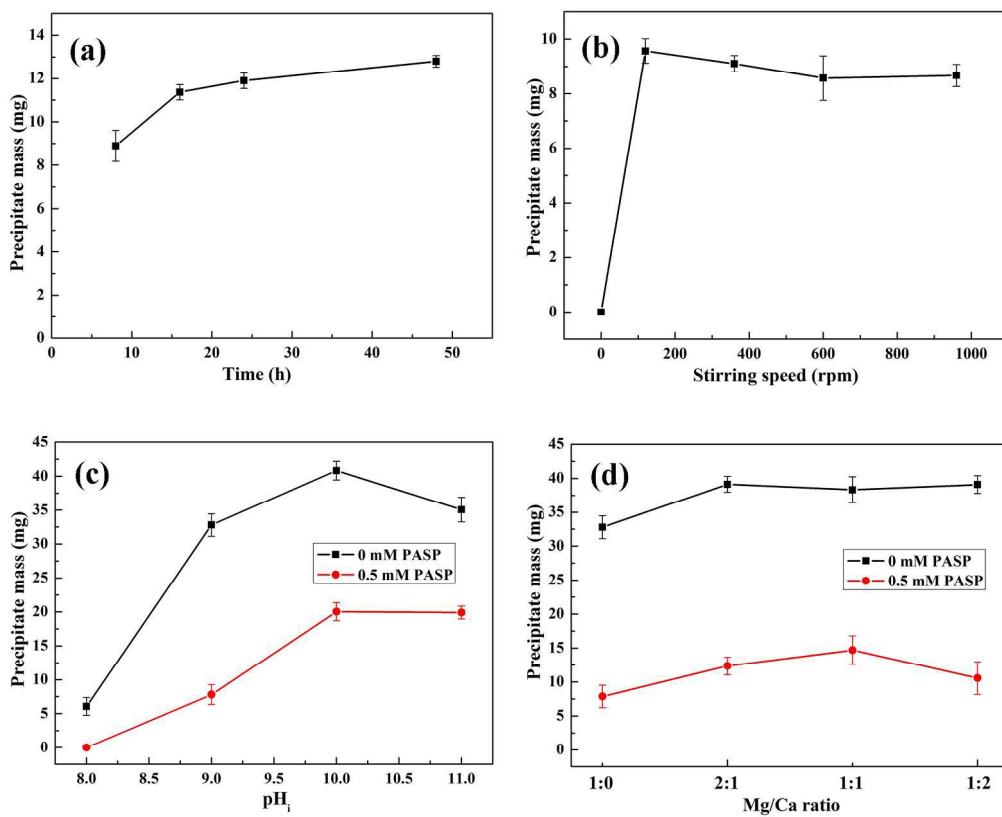 (a)
Precipitate mass (mg)
14
12
10
8
6
4
2
0
0 10 20 30 40 50
Time (h)
(b)
Precipitate mass (mg)
10
8
6
4
2
0
0 200 400 600 800 1000
Stirring speed (rpm)
(c)
Precipitate mass (mg)
45
40
35
30
25
20
15
10
5
0
0 mM PASP
0.5 mM PASP
8.0 8.5 9.0 9.5 10.0 10.5 11.0
pHi
(d)
Precipitate mass (mg)
45
40
35
30
25
20
15
10
5
0
0 mM PASP
0.5 mM PASP
1:0 2:1 1:1 1:2
Mg/Ca ratio